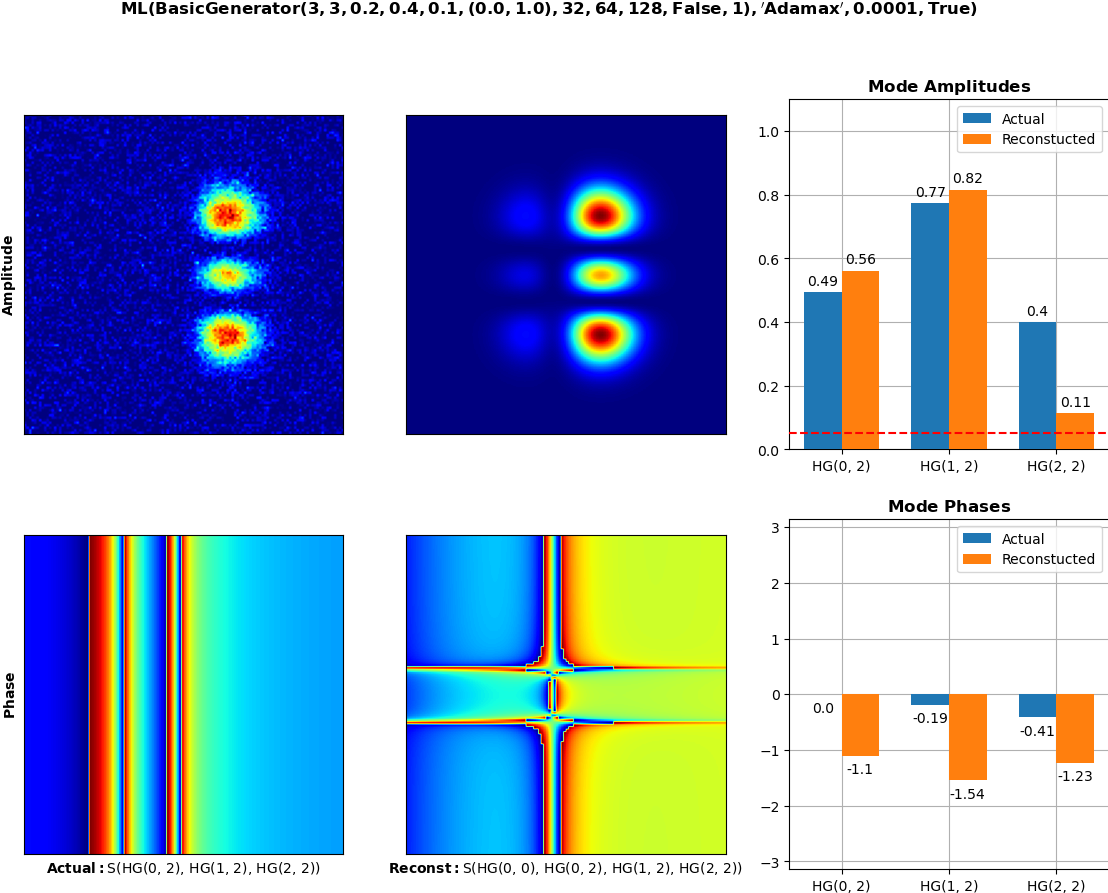 ML(BasicGenerator(3, 3, 0.2, 0.4, 0.1, (0.0, 1.0), 32, 64, 128, False, 1), ′Adamax′, 0.0001, True)
Amplitude
Mode Amplitudes
Actual
Reconstucted
1.0
0.8
0.6
0.4
0.2
0.0
0.49
0.56
0.77
0.82
0.4
0.11
HG(0, 2)
HG(1, 2)
HG(2, 2)
Phase
Actual: S(HG(0, 2), HG(1, 2), HG(2, 2))
Reconst: S(HG(0, 0), HG(0, 2), HG(1, 2), HG(2, 2))
Mode Phases
Actual
Reconstucted
3
2
1
0
−1
−2
−3
0.0
-1.1
-0.19
-1.54
-0.41
-1.23
HG(0, 2)
HG(1, 2)
HG(2, 2)